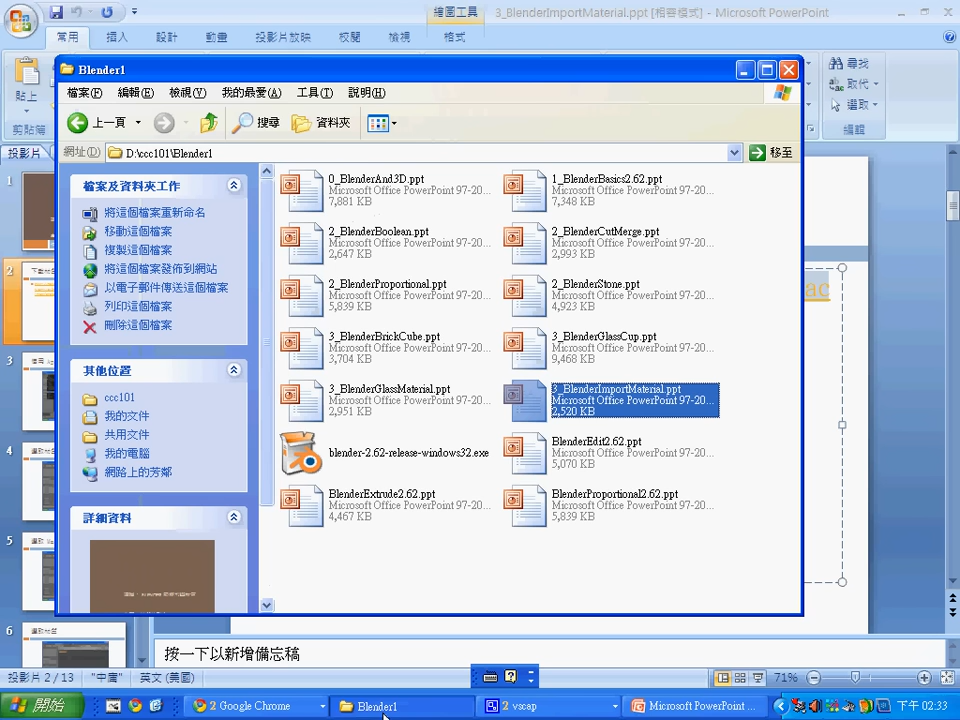 繪圖工具
3_BlenderImportMaterial.ppt [相容模式] - Microsoft PowerPoint
常用
插入
設計
動畫
投影片放映
校閱
檢視
格式
貼上
剪貼簿
尋找
取代
選取
編輯
投影片
Blender1
檔案(F)
編輯(E)
檢視(V)
我的最愛(A)
工具(T)
說明(H)
上一頁
搜尋
資料夾
網址(D)
D:\ccc101\Blender1
移至
檔案及資料夾工作
將這個檔案重新命名
移動這個檔案
複製這個檔案
將這個檔案發佈到網站
以電子郵件傳送這個檔案
列印這個檔案
刪除這個檔案
其他位置
ccc101
我的文件
共用文件
我的電腦
網路上的芳鄰
詳細資料
0_BlenderAnd3D.ppt
Microsoft Office PowerPoint 97-20...
7,881 KB
1_BlenderBasics2.62.ppt
Microsoft Office PowerPoint 97-20...
7,348 KB
2_BlenderBoolean.ppt
Microsoft Office PowerPoint 97-20...
2,647 KB
2_BlenderCutMerge.ppt
Microsoft Office PowerPoint 97-20...
2,993 KB
2_BlenderProportional.ppt
Microsoft Office PowerPoint 97-20...
5,839 KB
2_BlenderStone.ppt
Microsoft Office PowerPoint 97-20...
4,923 KB
3_BlenderBrickCube.ppt
Microsoft Office PowerPoint 97-20...
3,704 KB
3_BlenderGlassCup.ppt
Microsoft Office PowerPoint 97-20...
9,468 KB
3_BlenderGlassMaterial.ppt
Microsoft Office PowerPoint 97-20...
2,951 KB
3_BlenderImportMaterial.ppt
Microsoft Office PowerPoint 97-20...
2,520 KB
blender-2.62-release-windows32.exe
BlenderEdit2.62.ppt
Microsoft Office PowerPoint 97-20...
5,070 KB
BlenderExtrude2.62.ppt
Microsoft Office PowerPoint 97-20...
4,467 KB
BlenderProportional2.62.ppt
Microsoft Office PowerPoint 97-20...
5,839 KB
ac
1
2
3
4
5
6
按一下以新增備忘稿
投影片 2 / 13
"中庸"
英文 (美國)
71%
開始
2 Google Chrome
Blender1
2 vscap
Microsoft PowerPoint ...
下午 02:33